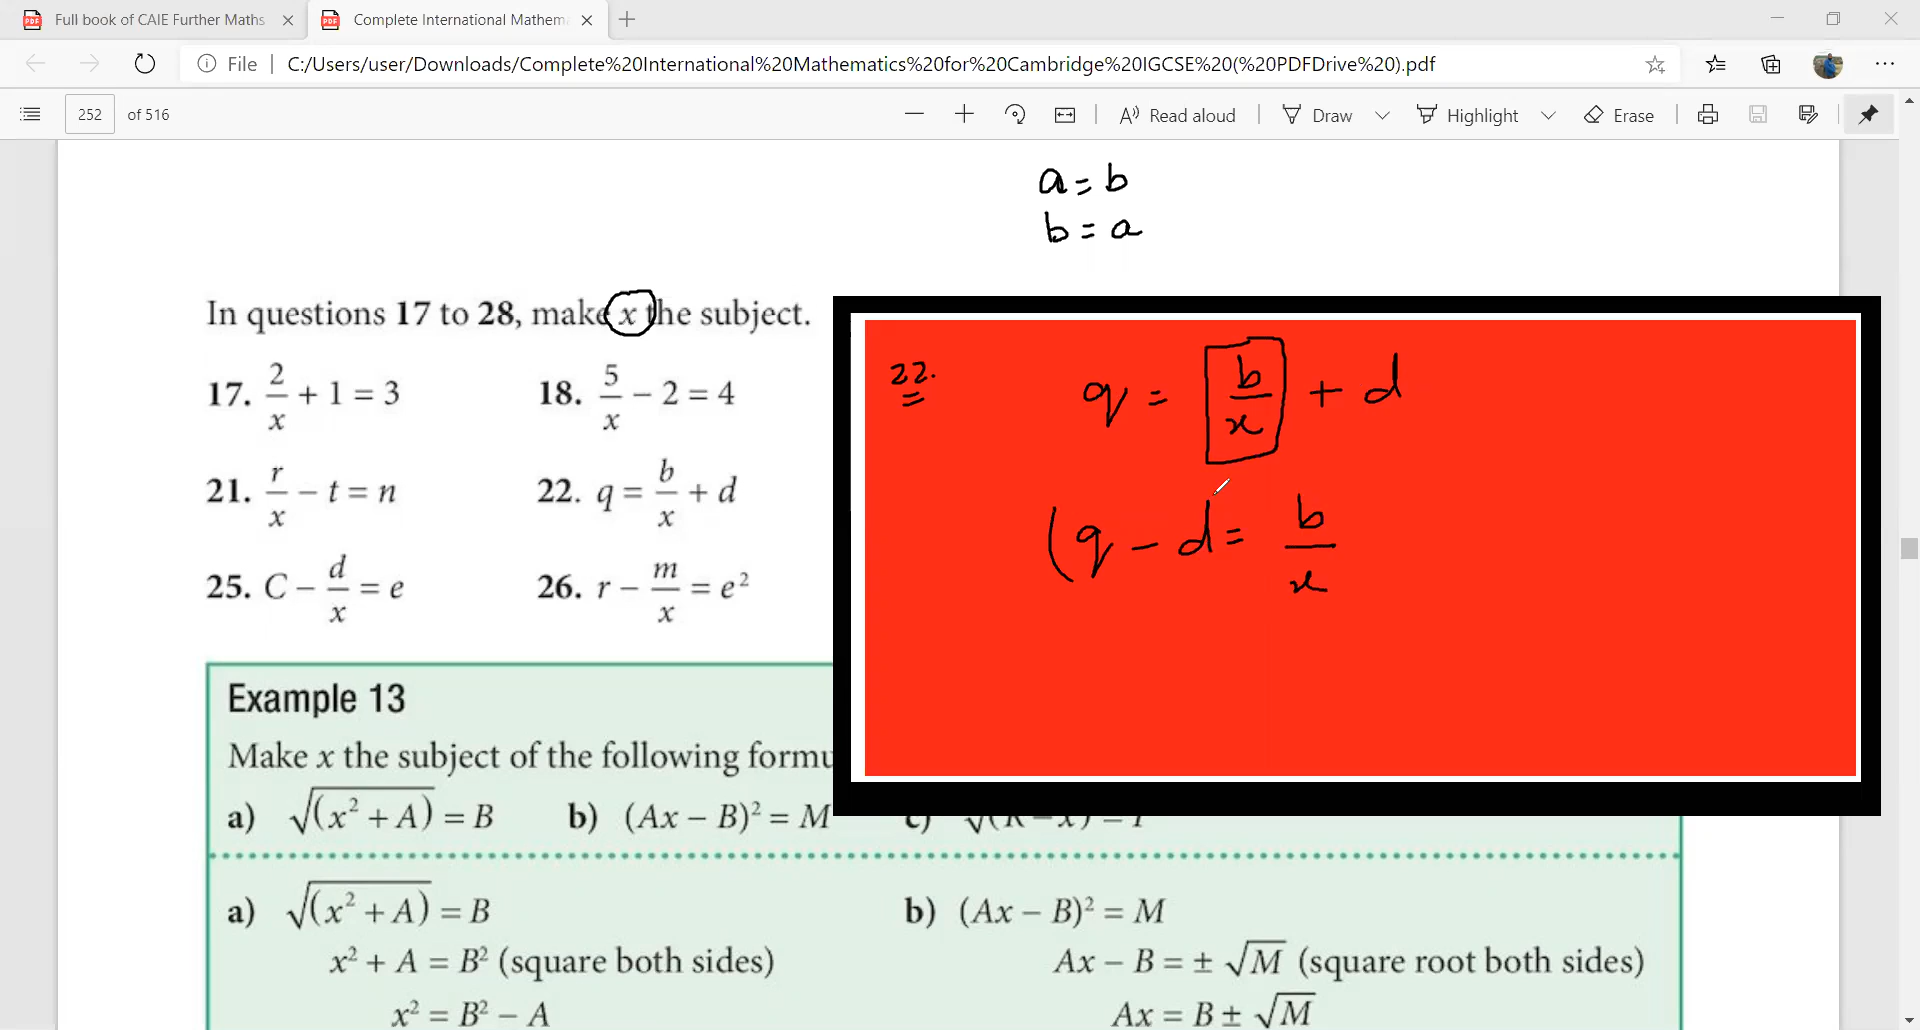 Full book of CAIE Further Maths
Complete International Mathem
File
C:/Users/user/Downloads/Complete%20International%20Mathematics%20for%20Cambridge%20IGCSE%20(%20PDFDrive%20).pdf
252 of 516
Read aloud
Draw
Highlight
Erase
a = b
b = a
In questions 17 to 28, make x the subject.
17. 2/x + 1 = 3
18. 5/x − 2 = 4
21. r/x − t = n
22. q = b/x + d
25. C − d/x = e
26. r − m/x = e²
22.
q = b/x + d
(q − d = b/x
Example 13
Make x the subject of the following formu
a) √(x² + A) = B
b) (Ax − B)² = M
a) √(x² + A) = B
x² + A = B² (square both sides)
x² = B² − A
b) (Ax − B)² = M
Ax − B = ± √M (square root both sides)
Ax = B ± √M